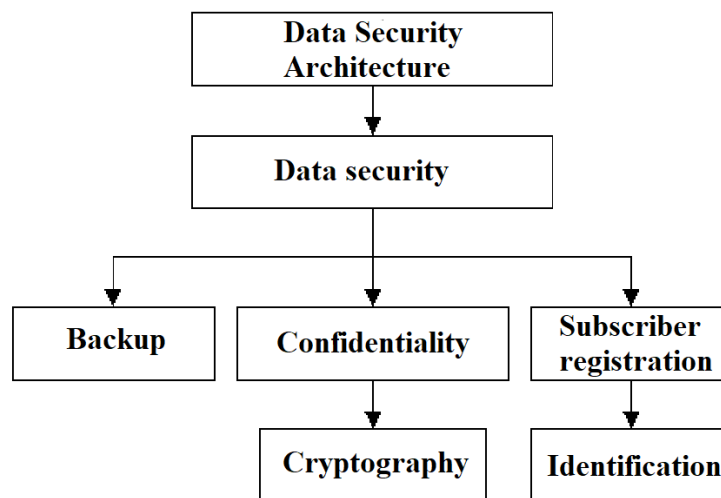 Data Security
Architecture
Data security
Backup
Confidentiality
Subscriber
registration
Cryptography
Identification